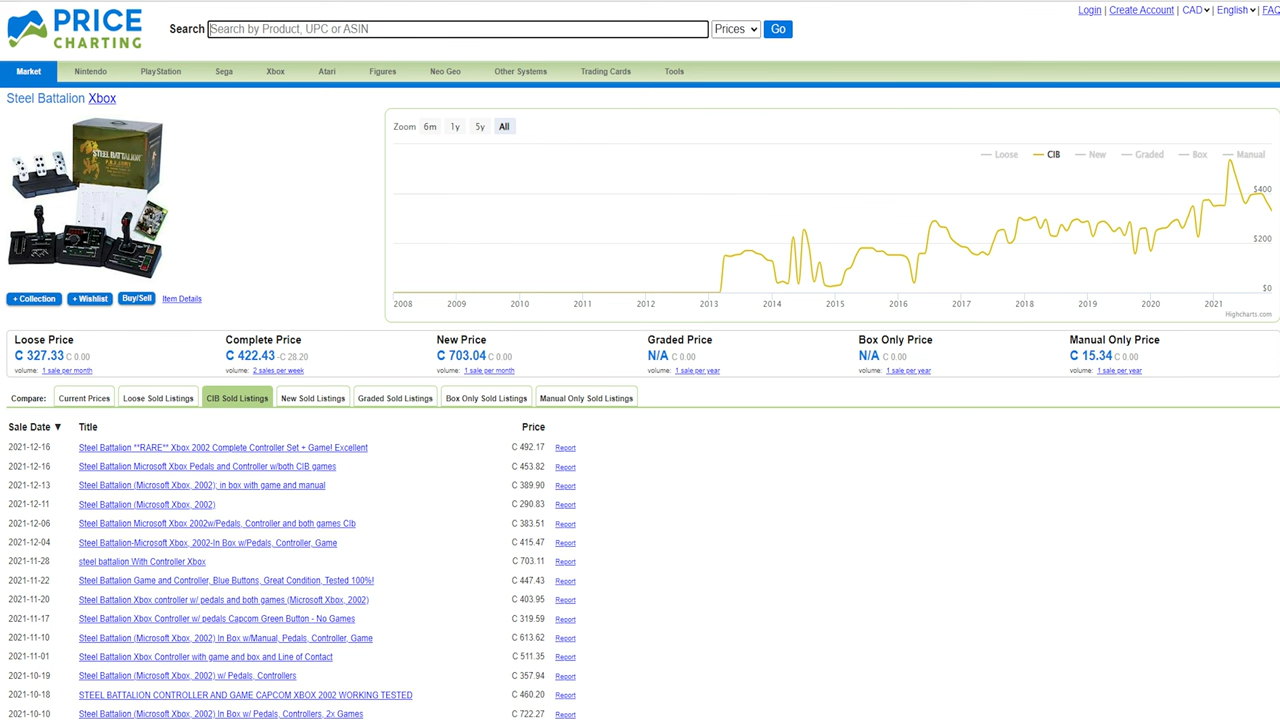 Login | Create Account | CAD | English | FAQ
PRICE
CHARTING
Search Search by Product, UPC or ASIN Prices Go
Market Nintendo PlayStation Sega Xbox Atari Figures Neo Geo Other Systems Trading Cards Tools
Steel Battalion Xbox
STEEL BATTALION
Zoom 6m 1y 5y All
Loose CIB New Graded Box Manual
$400
$200
$0
2008 2009 2010 2011 2012 2013 2014 2015 2016 2017 2018 2019 2020 2021
Highcharts.com
+ Collection + Wishlist Buy/Sell Item Details
Loose Price Complete Price New Price Graded Price Box Only Price Manual Only Price
C 327.33 C 0.00 C 422.43 -C 28.20 C 703.04 C 0.00 N/A C 0.00 N/A C 0.00 C 15.34 C 0.00
volume: 1 sale per month volume: 2 sales per week volume: 1 sale per month volume: 1 sale per year volume: 1 sale per year volume: 1 sale per year
Compare: Current Prices Loose Sold Listings CIB Sold Listings New Sold Listings Graded Sold Listings Box Only Sold Listings Manual Only Sold Listings
Sale Date ▼ Title Price
2021-12-16 Steel Battalion **RARE** Xbox 2002 Complete Controller Set + Game! Excellent C 492.17 Report
2021-12-16 Steel Battalion Microsoft Xbox Pedals and Controller w/both CIB games C 453.82 Report
2021-12-13 Steel Battalion (Microsoft Xbox, 2002); in box with game and manual C 389.90 Report
2021-12-11 Steel Battalion (Microsoft Xbox, 2002) C 290.83 Report
2021-12-06 Steel Battalion Microsoft Xbox 2002w/Pedals, Controller and both games CIb C 383.51 Report
2021-12-04 Steel Battalion-Microsoft Xbox, 2002-In Box w/Pedals, Controller, Game C 415.47 Report
2021-11-28 steel battalion With Controller Xbox C 703.11 Report
2021-11-22 Steel Battalion Game and Controller, Blue Buttons, Great Condition, Tested 100%! C 447.43 Report
2021-11-20 Steel Battalion Xbox controller w/ pedals and both games (Microsoft Xbox, 2002) C 403.95 Report
2021-11-17 Steel Battalion Xbox Controller w/ pedals Capcom Green Button - No Games C 319.59 Report
2021-11-10 Steel Battalion (Microsoft Xbox, 2002) In Box w/Manual, Pedals, Controller, Game C 613.62 Report
2021-11-01 Steel Battalion Xbox Controller with game and box and Line of Contact C 511.35 Report
2021-10-19 Steel Battalion (Microsoft Xbox, 2002) w/ Pedals, Controllers C 357.94 Report
2021-10-18 STEEL BATTALION CONTROLLER AND GAME CAPCOM XBOX 2002 WORKING TESTED C 460.20 Report
2021-10-10 Steel Battalion (Microsoft Xbox, 2002) In Box w/ Pedals, Controllers, 2x Games C 722.27 Report